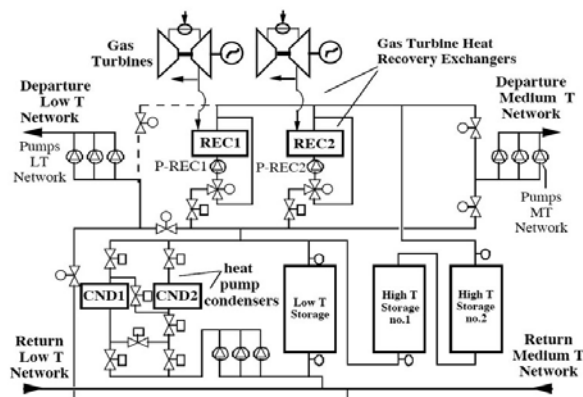 Gas
Turbines
Gas Turbine Heat
Recovery Exchangers
Departure
Low T
Network
Departure
Medium T
Network
Pumps
LT
Network
REC1
REC2
P-REC1
P-REC2
Pumps
MT
Network
CND1
CND2
heat
pump
condensers
Low T
Storage
High T
Storage
no.1
High T
Storage
no.2
Return
Low T
Network
Return
Medium T
Network